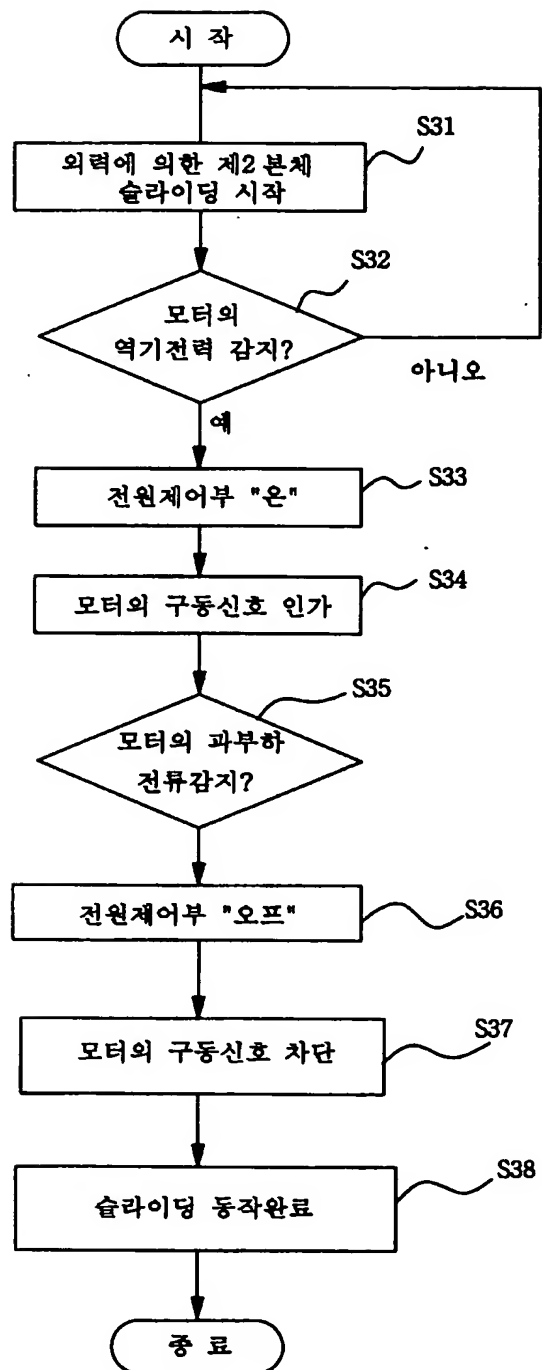 시 작
S31
외력에 의한 제2 본체
슬라이딩 시작
S32
모터의
역기전력 감지?
아니오
예
S33
전원제어부 "온"
S34
모터의 구동신호 인가
S35
모터의 과부하
전류감지?
전원제어부 "오프"
S36
S37
모터의 구동신호 차단
S38
슬라이딩 동작완료
종 료